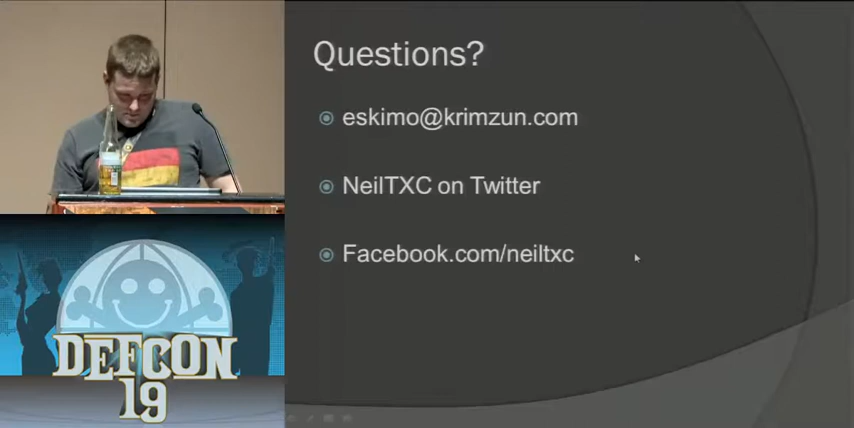 Questions?
eskimo@krimzun.com
NeilTXC on Twitter
Facebook.com/neiltxc
DEFCON
19